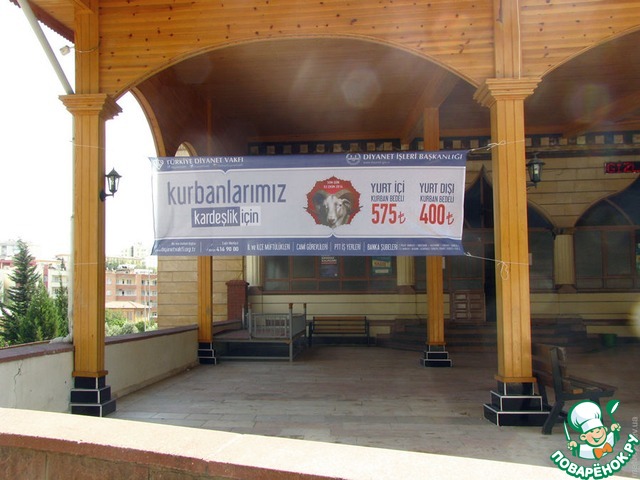 TÜRKİYE DİYANET VAKFI
DİYANET İŞLERİ BAŞKANLIĞI
kurbanlarımız
kardeşlik için
YURT İÇİ
KURBAN BEDELİ
575₺
YURT DIŞI
KURBAN BEDELİ
400₺
İL ve İLÇE MÜFTÜLÜKLERİ | CAMİ GÖREVLİLERİ | PTT İŞ YERLERİ | BANKA ŞUBELERİ
ПОВАРЁНОК.РУ